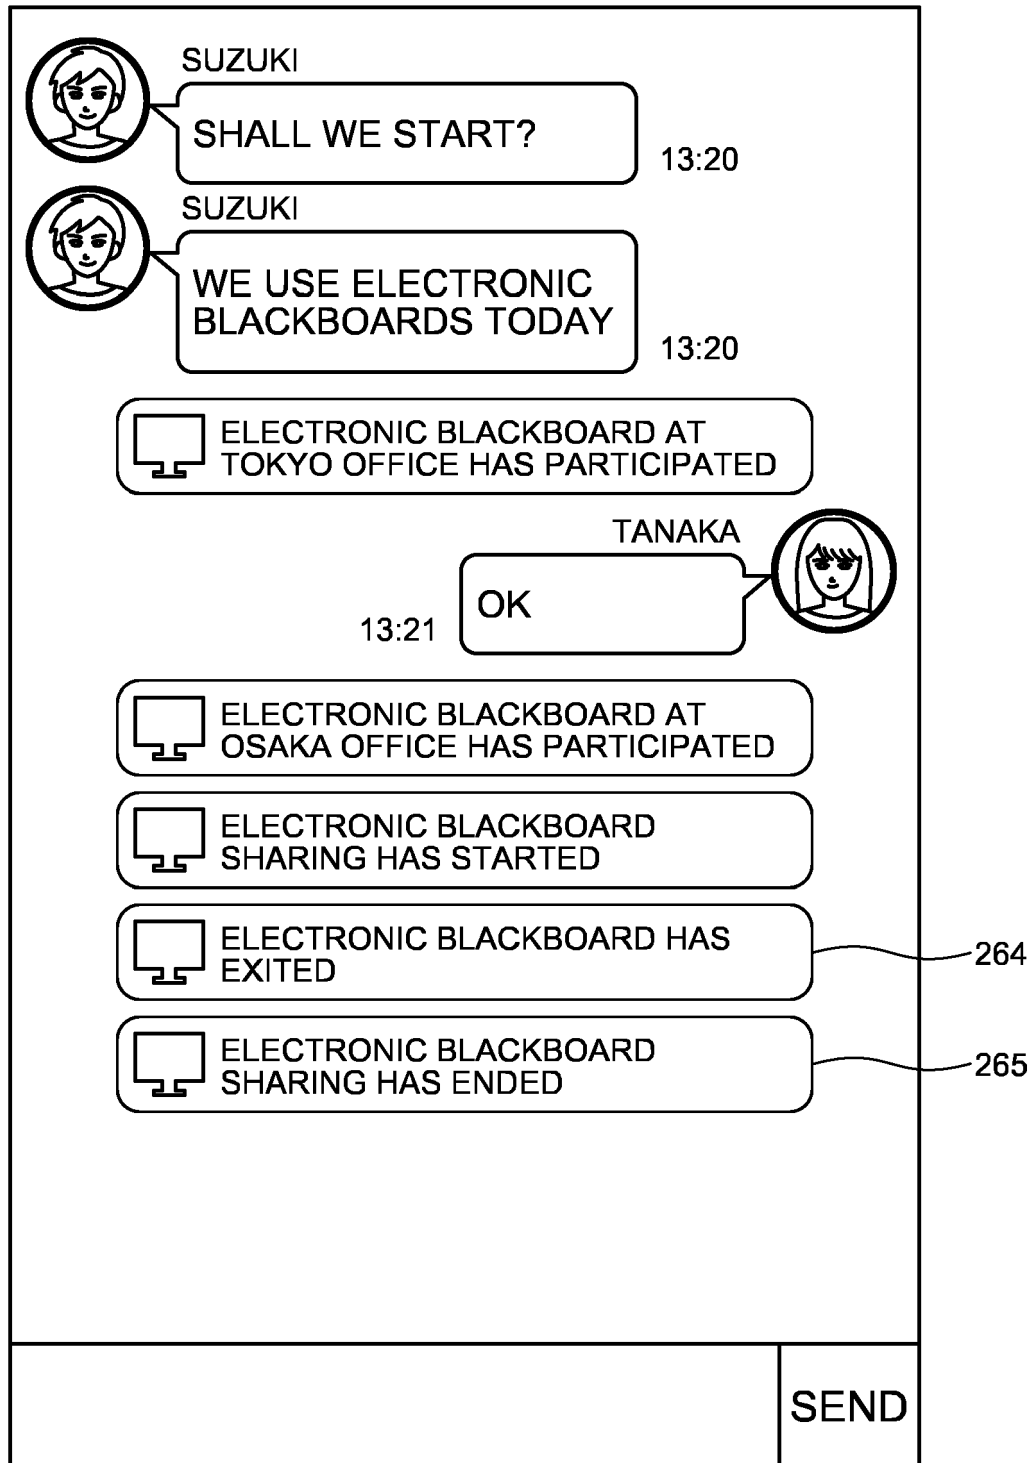 SUZUKI
SHALL WE START?
13:20
SUZUKI
WE USE ELECTRONIC
BLACKBOARDS TODAY
13:20
ELECTRONIC BLACKBOARD AT
TOKYO OFFICE HAS PARTICIPATED
TANAKA
OK
13:21
ELECTRONIC BLACKBOARD AT
OSAKA OFFICE HAS PARTICIPATED
ELECTRONIC BLACKBOARD
SHARING HAS STARTED
ELECTRONIC BLACKBOARD HAS
EXITED
264
ELECTRONIC BLACKBOARD
SHARING HAS ENDED
265
SEND